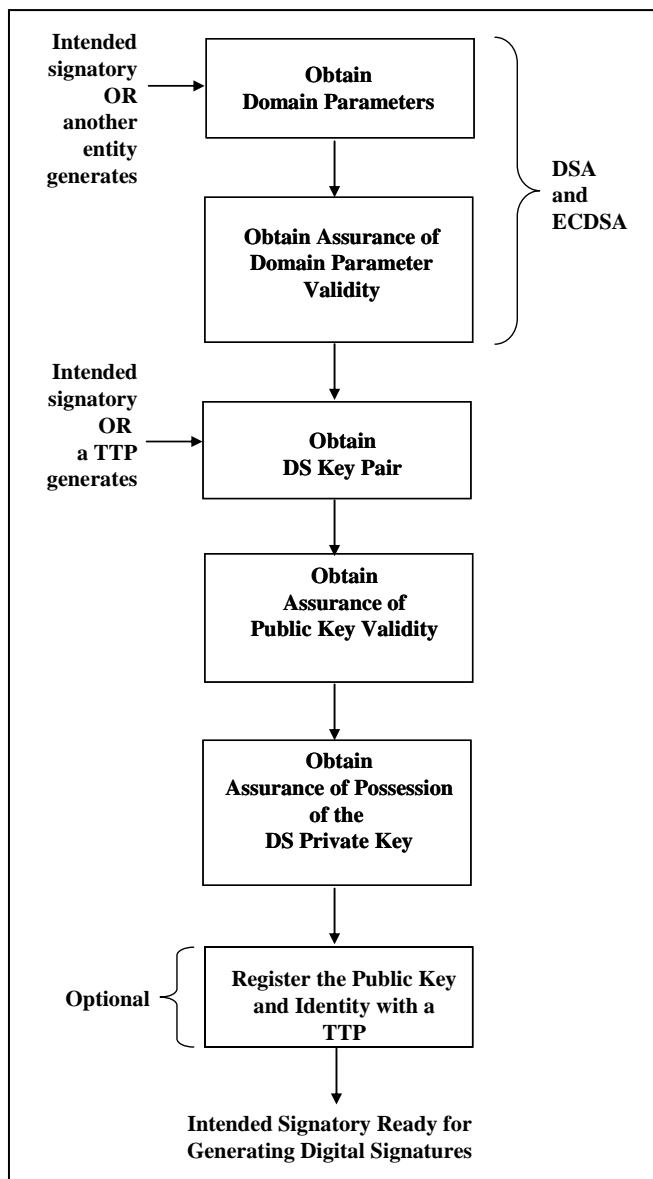 Intended
signatory
OR
another
entity
generates
Obtain
Domain Parameters
DSA
and
ECDSA
Obtain Assurance of
Domain Parameter
Validity
Intended
signatory
OR
a TTP
generates
Obtain
DS Key Pair
Obtain
Assurance of
Public Key Validity
Obtain
Assurance of Possession
of the
DS Private Key
Optional
Register the Public Key
and Identity with a
TTP
Intended Signatory Ready for
Generating Digital Signatures